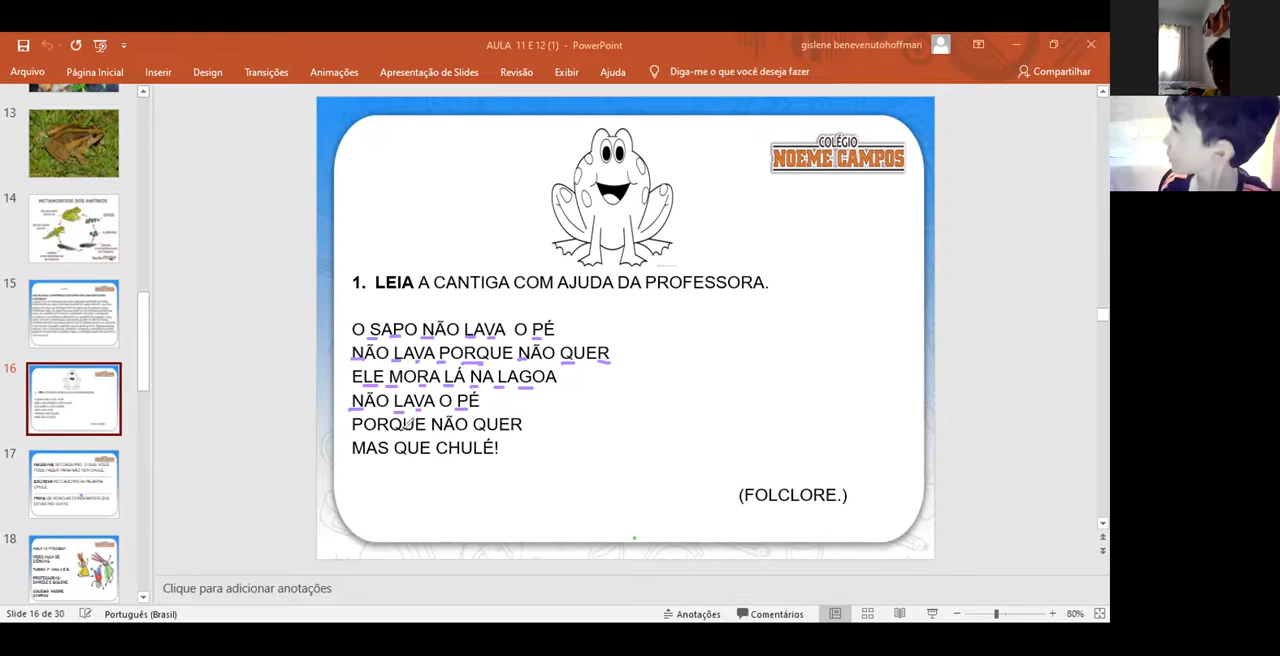 AULA 11 E 12 (1) - PowerPoint
gislene benevenutohoffman
Arquivo Página Inicial Inserir Design Transições Animações Apresentação de Slides Revisão Exibir Ajuda Diga-me o que você deseja fazer Compartilhar
13
14
METAMORFOSE DOS ANFÍBIOS
15
16
17
18
COLÉGIO
NOEME CAMPOS
1. LEIA A CANTIGA COM AJUDA DA PROFESSORA.
O SAPO NÃO LAVA O PÉ
NÃO LAVA PORQUE NÃO QUER
ELE MORA LÁ NA LAGOA
NÃO LAVA O PÉ
PORQUE NÃO QUER
MAS QUE CHULÉ!
(FOLCLORE.)
Clique para adicionar anotações
Slide 16 de 30 Português (Brasil) Anotações Comentários 80%